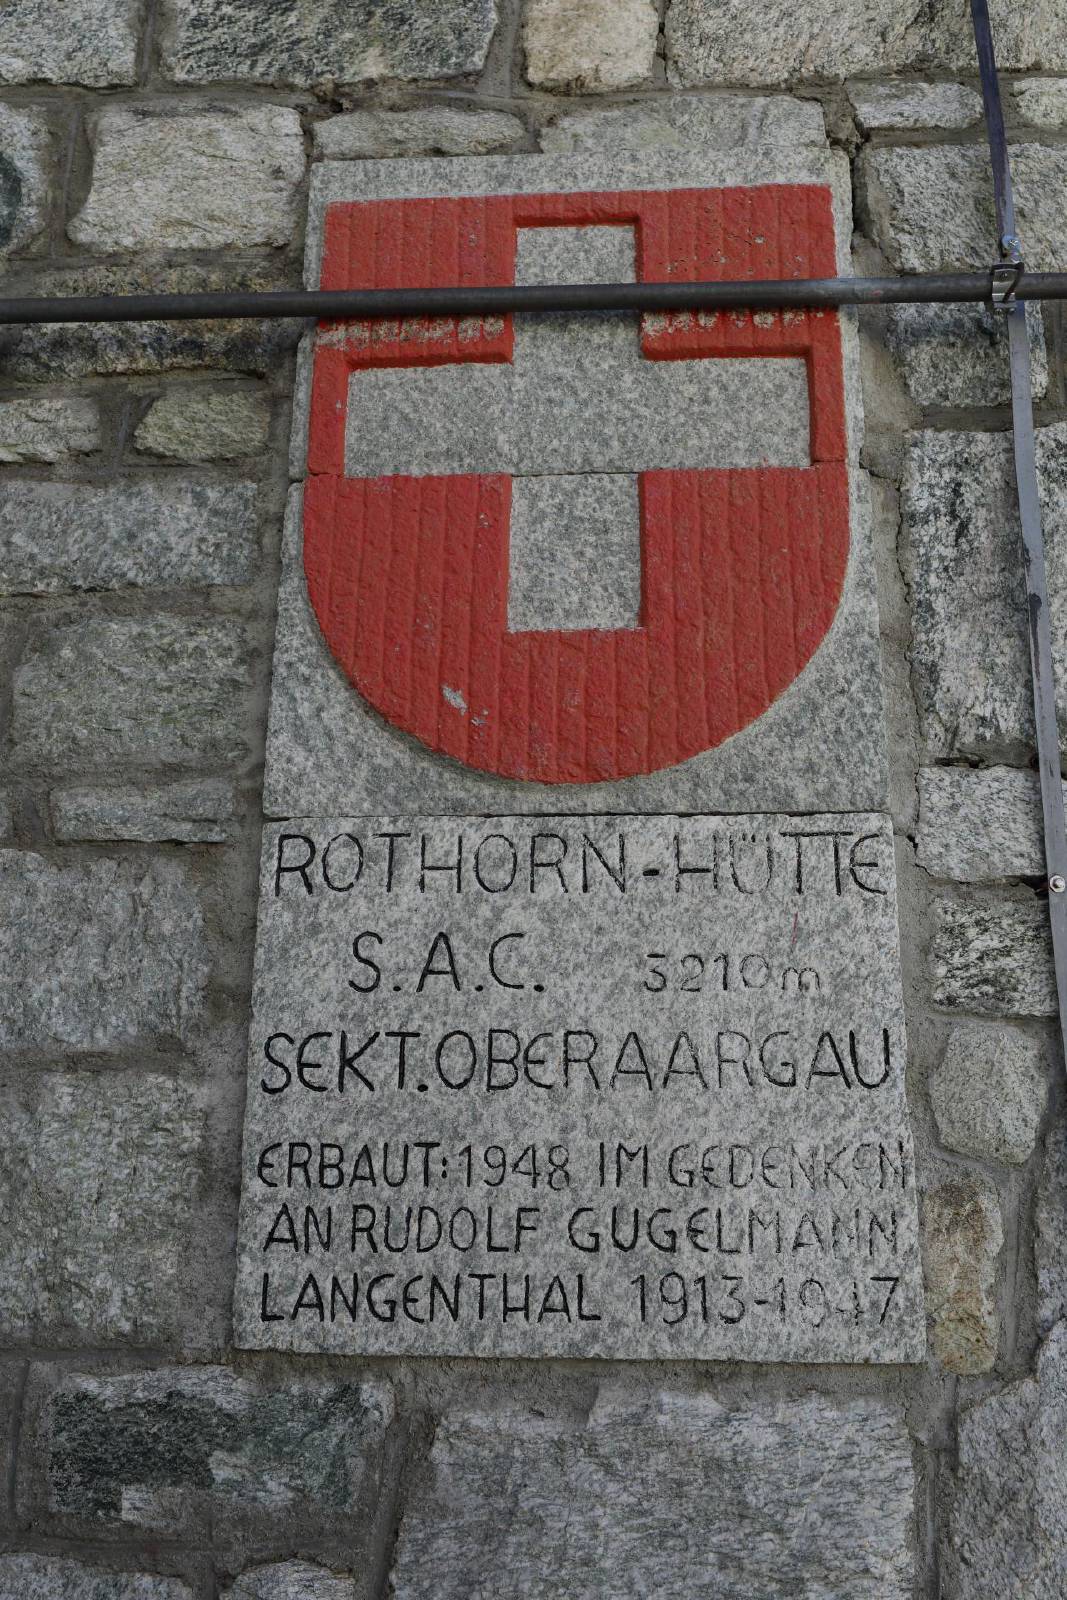 ROTHORN-HÜTTE
S.A.C. 3210m
SEKT. OBERAARGAU
ERBAUT: 1948 IM GEDENKEN
AN RUDOLF GUGELMANN
LANGENTHAL 1913-1947